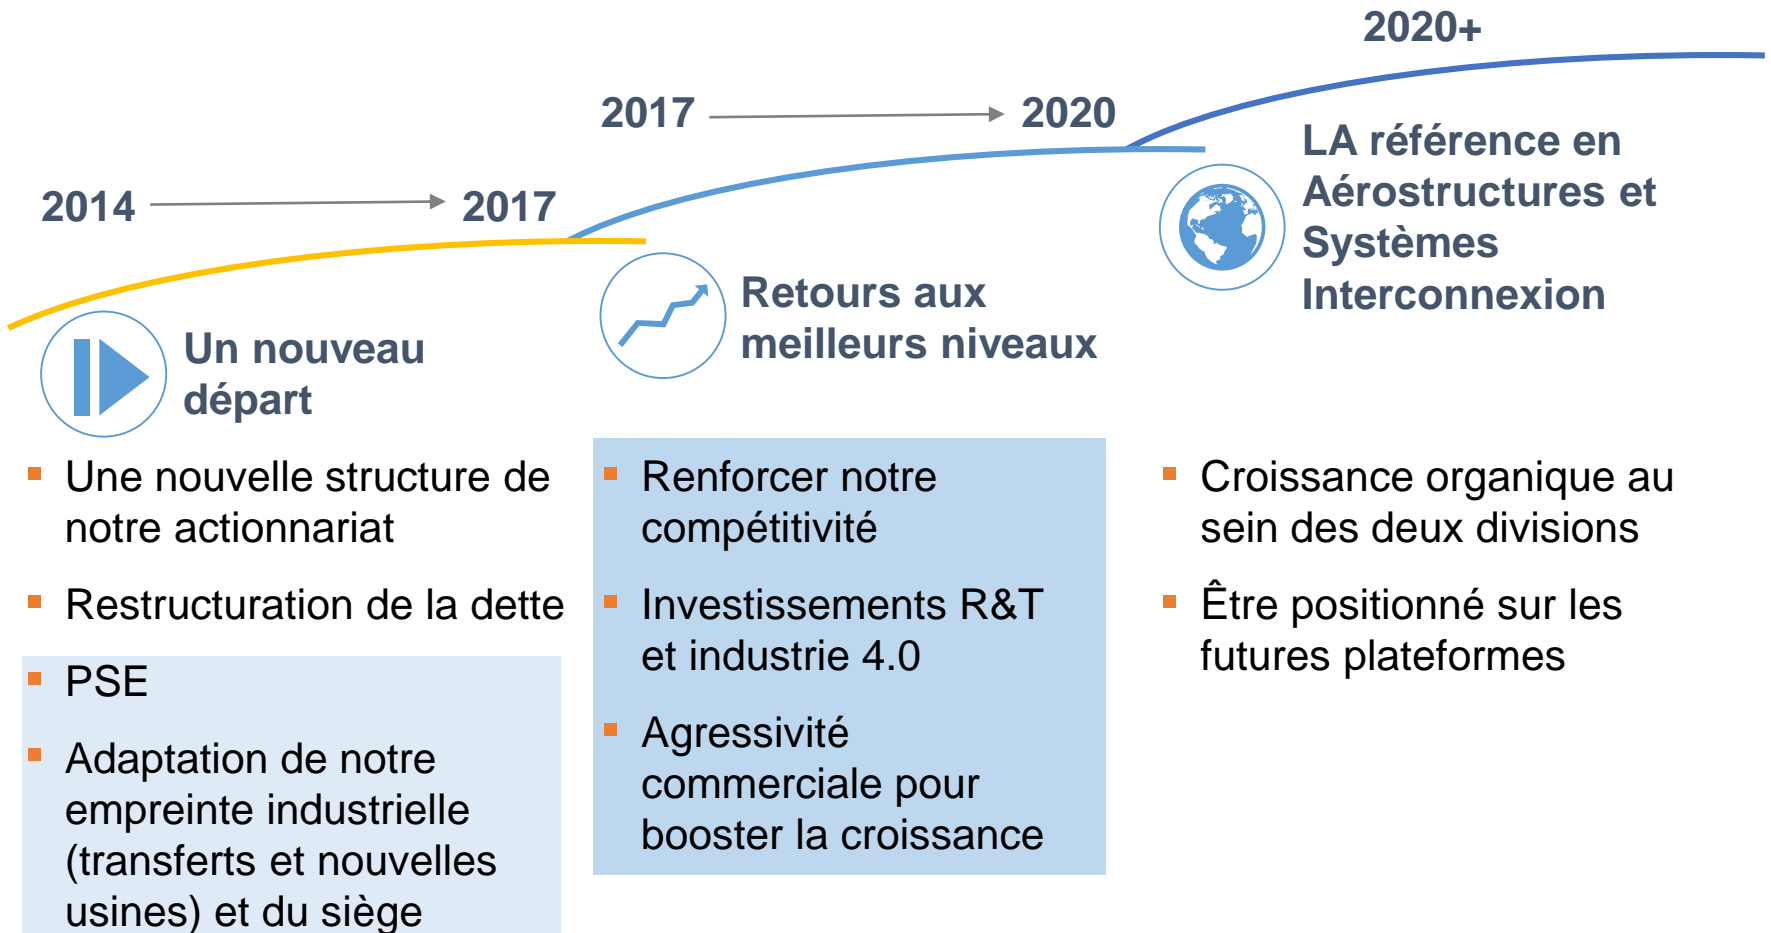 2014
2017
Un nouveau
départ
Une nouvelle structure de
notre actionnariat
Restructuration de la dette
PSE
Adaptation de notre
empreinte industrielle
(transferts et nouvelles
usines) et du siège
2017
2020
Retours aux
meilleurs niveaux
Renforcer notre
compétitivité
Investissements R&T
et industrie 4.0
Agressivité
commerciale pour
booster la croissance
2020+
LA référence en
Aérostructures et
Systèmes
Interconnexion
Croissance organique au
sein des deux divisions
Être positionné sur les
futures plateformes